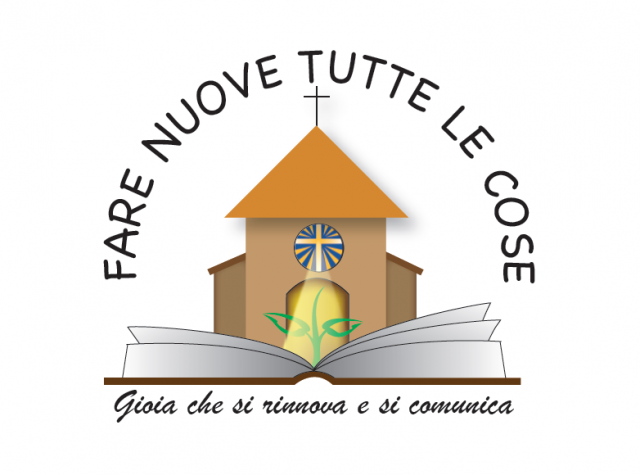 FARE NUOVE TUTTE LE COSE
Gioia che si rinnova e si comunica